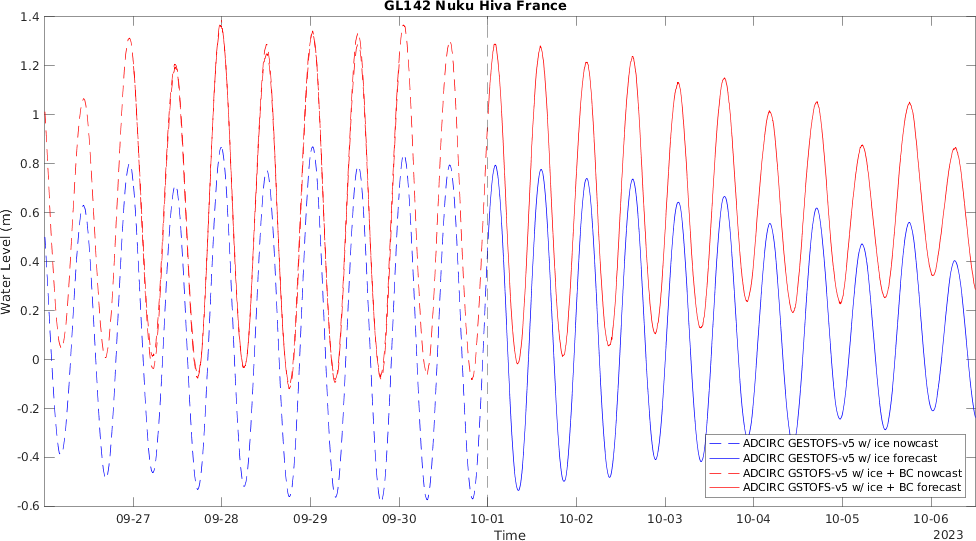 GL142 Nuku Hiva France
1.4
1.2
1
0.8
0.6
0.4
0.2
0
-0.2
-0.4
-0.6
Water Level (m)
ADCIRC GESTOFS-v5 w/ ice nowcast
ADCIRC GESTOFS-v5 w/ ice forecast
ADCIRC GSTOFS-v5 w/ ice + BC nowcast
ADCIRC GSTOFS-v5 w/ ice + BC forecast
09-27 09-28 09-29 09-30 10-01 10-02 10-03 10-04 10-05 10-06
Time
2023